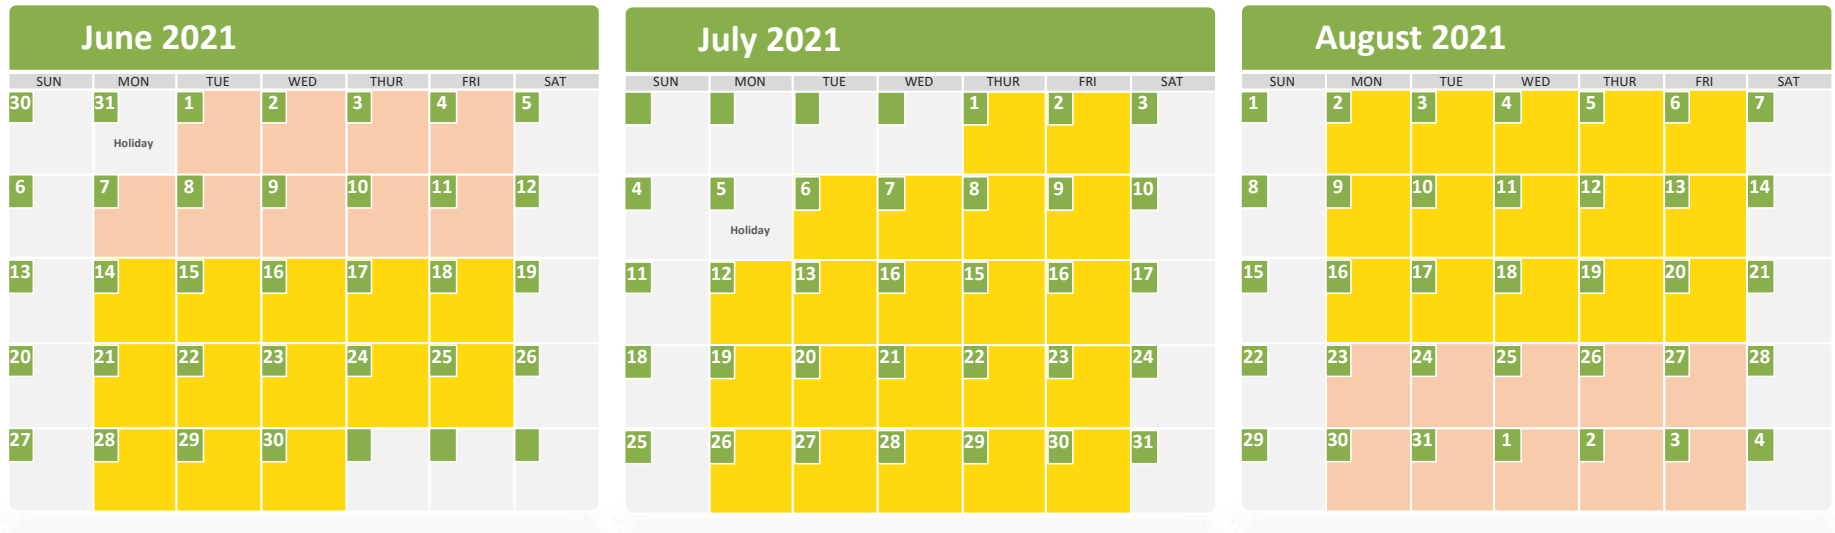 June 2021
SUN MON TUE WED THUR FRI SAT
30 31 1 2 3 4 5
Holiday
6 7 8 9 10 11 12
13 14 15 16 17 18 19
20 21 22 23 24 25 26
27 28 29 30
July 2021
SUN MON TUE WED THUR FRI SAT
1 2 3
4 5 6 7 8 9 10
Holiday
11 12 13 16 15 16 17
18 19 20 21 22 23 24
25 26 27 28 29 30 31
August 2021
SUN MON TUE WED THUR FRI SAT
1 2 3 4 5 6 7
8 9 10 11 12 13 14
15 16 17 18 19 20 21
22 23 24 25 26 27 28
29 30 31 1 2 3 4